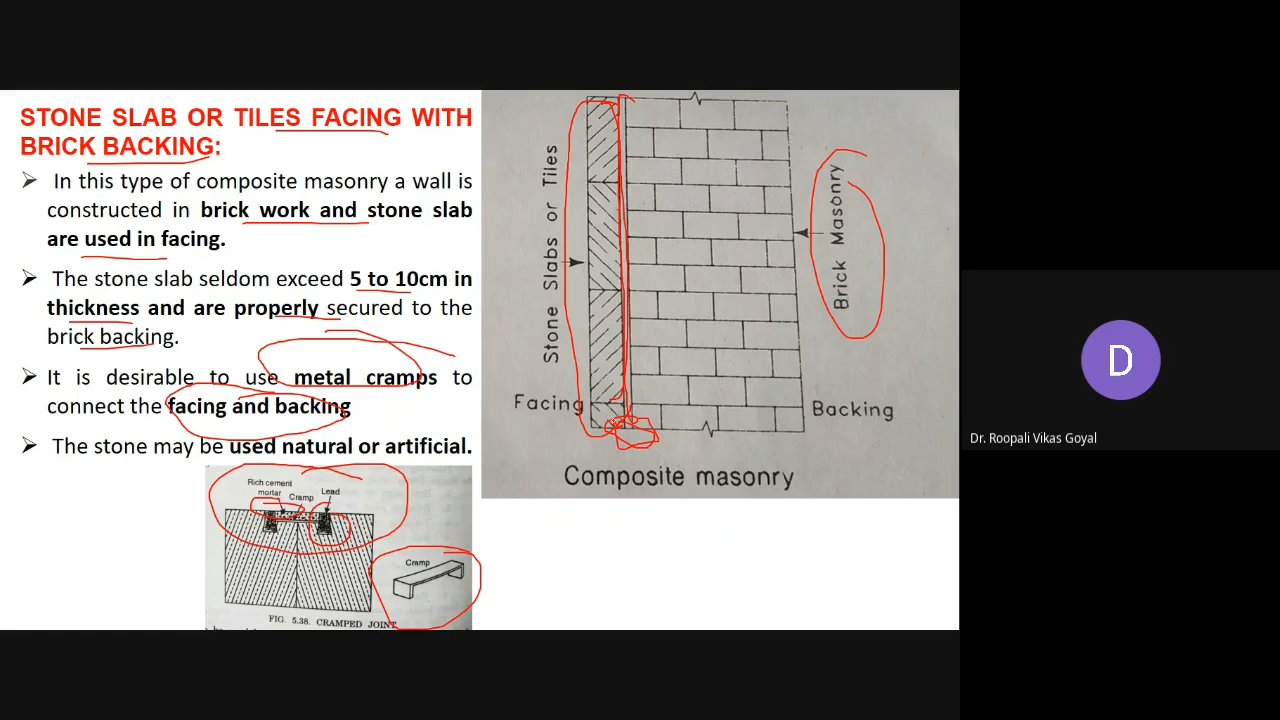 STONE SLAB OR TILES FACING WITH
BRICK BACKING:
In this type of composite masonry a wall is
constructed in brick work and stone slab
are used in facing.
The stone slab seldom exceed 5 to 10cm in
thickness and are properly secured to the
brick backing.
It is desirable to use metal cramps to
connect the facing and backing
The stone may be used natural or artificial.
Rich cement
mortar
Cramp
Lead
Cramp
FIG. 5.38. CRAMPED JOINT
Stone Slabs or Tiles
Brick Masonry
Facing
Backing
Composite masonry
D
Dr. Roopali Vikas Goyal